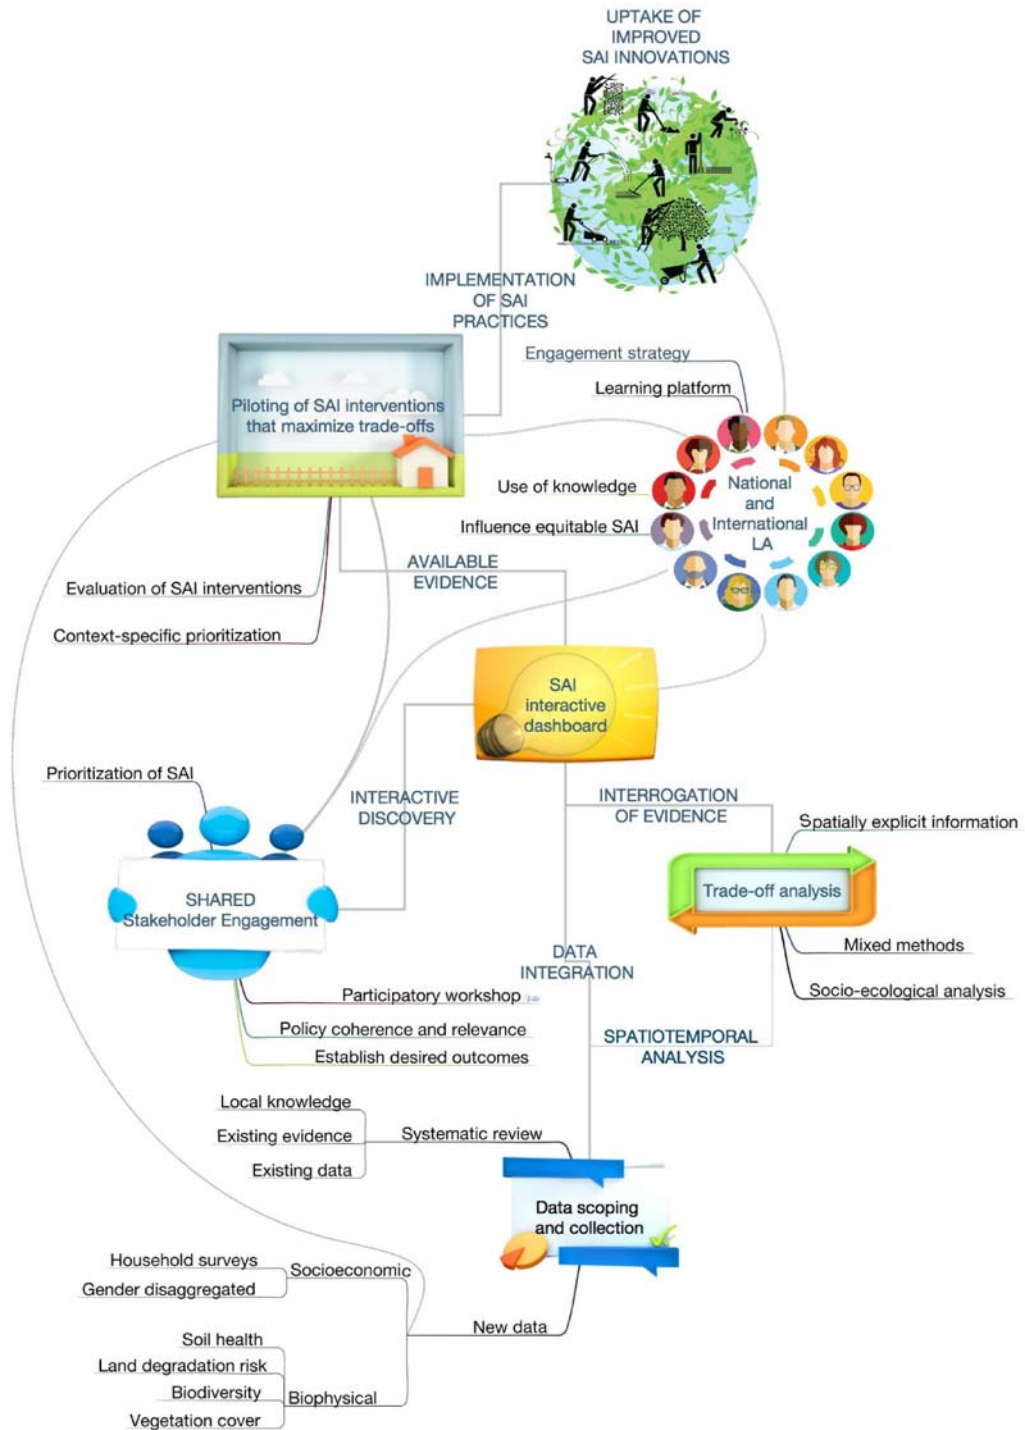 UPTAKE OF
IMPROVED
SAI INNOVATIONS
IMPLEMENTATION
OF SAI
PRACTICES
Engagement strategy
Learning platform
Piloting of SAI interventions
that maximize trade-offs
Use of knowledge
Influence equitable SAI
National
and
International
LA
AVAILABLE
EVIDENCE
Evaluation of SAI interventions
Context-specific prioritization
SAI
interactive
dashboard
Prioritization of SAI
INTERACTIVE
DISCOVERY
INTERROGATION
OF EVIDENCE
Spatially explicit information
SHARED
Stakeholder Engagement
Trade-off analysis
Mixed methods
Socio-ecological analysis
DATA
INTEGRATION
Participatory workshop
Policy coherence and relevance
Establish desired outcomes
SPATIOTEMPORAL
ANALYSIS
Local knowledge
Existing evidence
Existing data
Systematic review
Data scoping
and collection
Household surveys
Gender disaggregated
Socioeconomic
New data
Soil health
Land degradation risk
Biodiversity
Vegetation cover
Biophysical